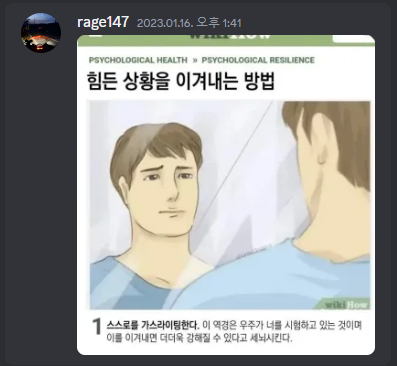 rage147 2023.01.16. 오후 1:41
wikiHow
PSYCHOLOGICAL HEALTH » PSYCHOLOGICAL RESILIENCE
힘든 상황을 이겨내는 방법
wikiHow
1 스스로를 가스라이팅한다. 이 역경은 우주가 너를 시험하고 있는 것이며
이를 이겨내면 더더욱 강해질 수 있다고 세뇌시킨다.